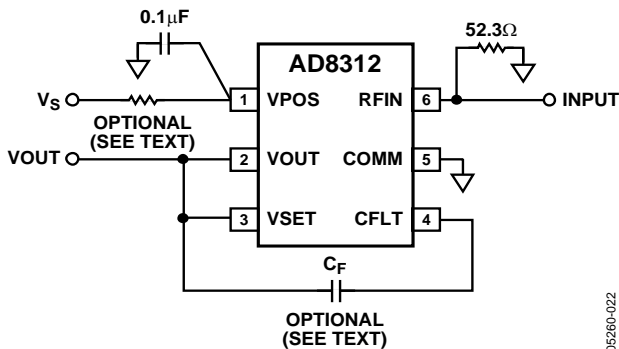 0.1μF
52.3Ω
AD8312
VS
1 VPOS RFIN 6
INPUT
OPTIONAL
(SEE TEXT)
VOUT
2 VOUT COMM 5
3 VSET CFLT 4
CF
OPTIONAL
(SEE TEXT)
05260-022